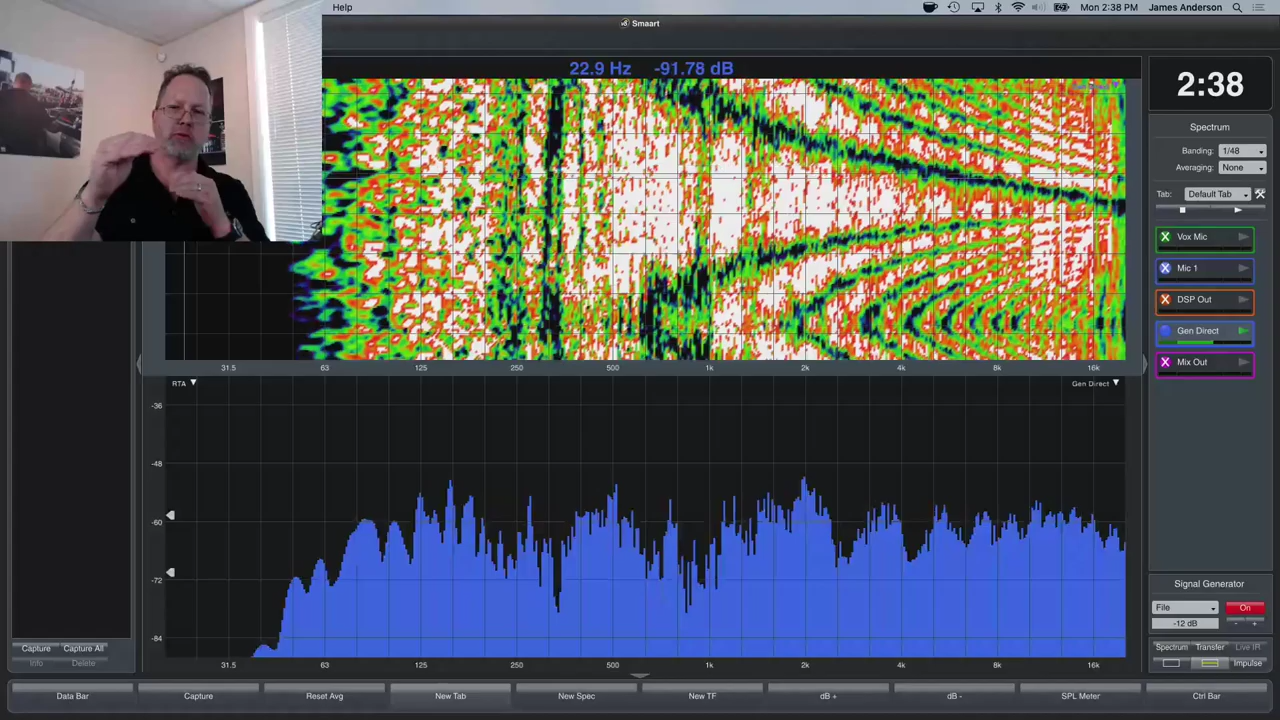 Help
Mon 2:38 PM
James Anderson
Smaart
22.9 Hz
-91.78 dB
2:38
Spectrum
Banding: 1/48
Averaging: None
Tab: Default Tab
Vox Mic
Mic 1
DSP Out
Gen Direct
Mix Out
31.5 63 125 250 500 1k 2k 4k 8k 16k
RTA
Gen Direct
-36
-48
-60
-72
-84
31.5 63 125 250 500 1k 2k 4k 8k 16k
Capture
Capture All
Info
Delete
Signal Generator
File
On
-12 dB
- +
Spectrum
Transfer
Live IR
Impulse
Data Bar
Capture
Reset Avg
New Tab
New Spec
New TF
dB +
dB -
SPL Meter
Ctrl Bar